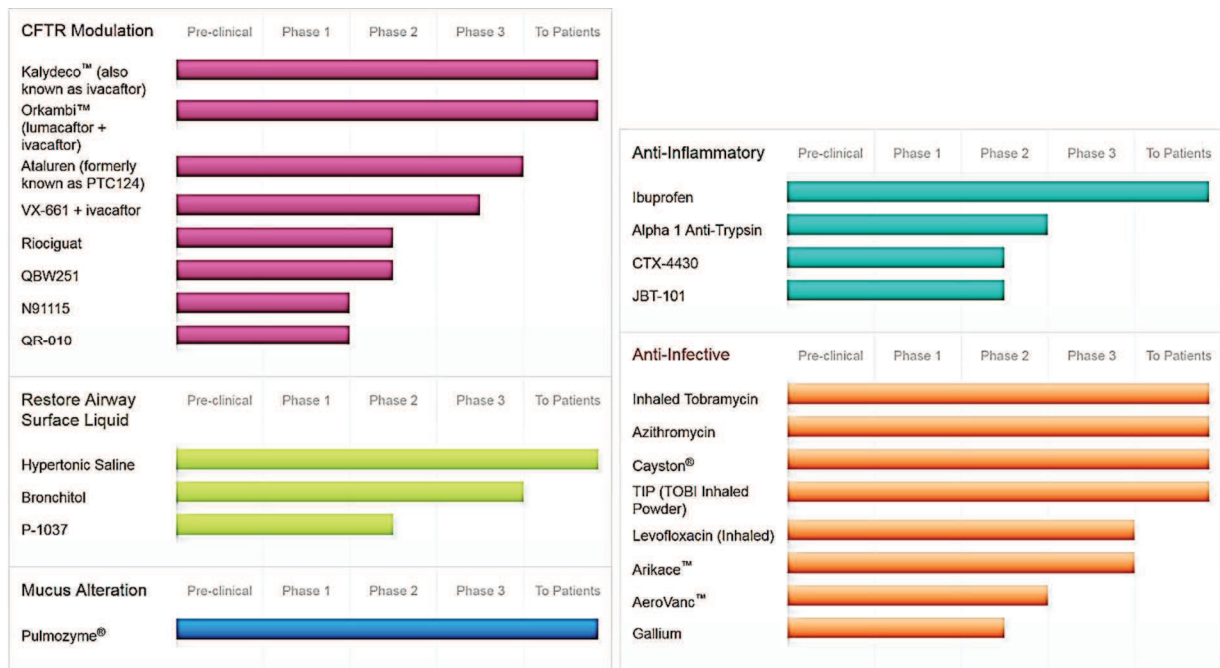 CFTR Modulation Pre-clinical Phase 1 Phase 2 Phase 3 To Patients
Kalydeco™ (also
known as ivacaftor)
Orkambi™
(lumacaftor +
ivacaftor)
Ataluren (formerly
known as PTC124)
VX-661 + ivacaftor
Riociguat
QBW251
N91115
QR-010
Restore Airway
Surface Liquid
Pre-clinical Phase 1 Phase 2 Phase 3 To Patients
Hypertonic Saline
Bronchitol
P-1037
Mucus Alteration Pre-clinical Phase 1 Phase 2 Phase 3 To Patients
Pulmozyme®
Anti-Inflammatory Pre-clinical Phase 1 Phase 2 Phase 3 To Patients
Ibuprofen
Alpha 1 Anti-Trypsin
CTX-4430
JBT-101
Anti-Infective Pre-clinical Phase 1 Phase 2 Phase 3 To Patients
Inhaled Tobramycin
Azithromycin
Cayston®
TIP (TOBI Inhaled
Powder)
Levofloxacin (Inhaled)
Arikace™
AeroVanc™
Gallium